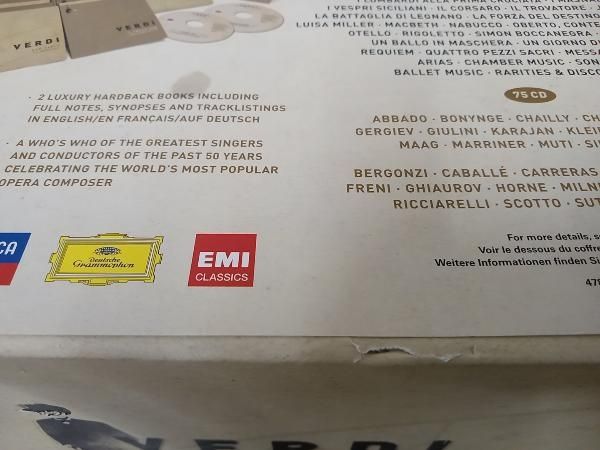 I LOMBARDI ALLA PRIMA CROCIATA
I VESPRI SICILIANI · IL CORSARO · IL TROVATORE ·
LA BATTAGLIA DI LEGNANO · LA FORZA DEL DESTINO
LUISA MILLER · MACBETH · NABUCCO · OBERTO, CONTE
OTELLO · RIGOLETTO · SIMON BOCCANEGRA ·
UN BALLO IN MASCHERA · UN GIORNO D
REQUIEM · QUATTRO PEZZI SACRI · MESSA
ARIAS · CHAMBER MUSIC · SON
BALLET MUSIC · RARITIES & DISCO
75 CD
ABBADO · BONYNGE · CHAILLY · CH
GERGIEV · GIULINI · KARAJAN · KLEI
MAAG · MARRINER · MUTI · SI
BERGONZI · CABALLÉ · CARRERAS
FRENI · GHIAUROV · HORNE · MILN
RICCIARELLI · SCOTTO · SUT
For more details, s
Voir le dessous du coffre
Weitere Informationen finden Si
478
VERDI
VERDI
· 2 LUXURY HARDBACK BOOKS INCLUDING
FULL NOTES, SYNOPSES AND TRACKLISTINGS
IN ENGLISH/EN FRANÇAIS/AUF DEUTSCH
· A WHO'S WHO OF THE GREATEST SINGERS
AND CONDUCTORS OF THE PAST 50 YEARS
CELEBRATING THE WORLD'S MOST POPULAR
OPERA COMPOSER
CA
Deutsche
Grammophon
EMI
CLASSICS
VERDI